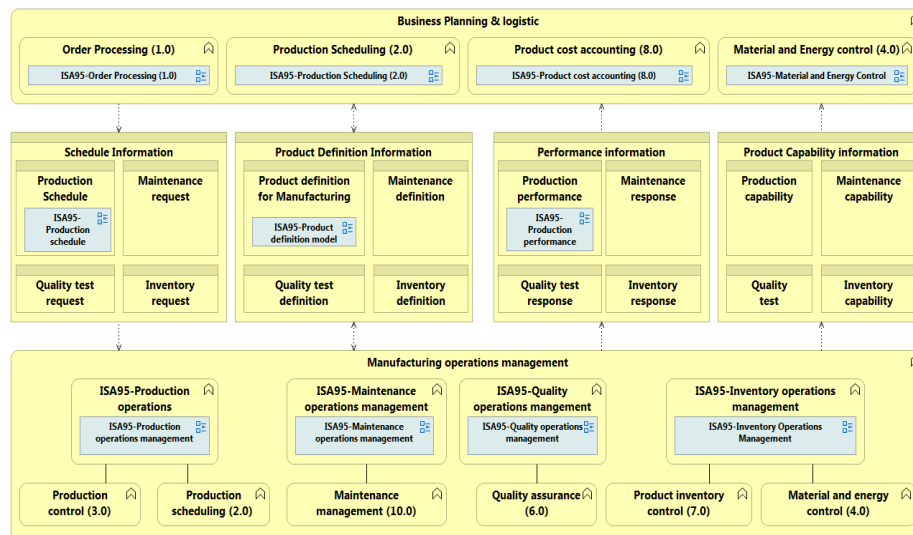 Business Planning & logistic
Order Processing (1.0)
Production Scheduling (2.0)
Product cost accounting (8.0)
Material and Energy control (4.0)
ISA95-Order Processing (1.0)
ISA95-Production Scheduling (2.0)
ISA95-Product cost accounting (8.0)
ISA95-Material and Energy Control
Schedule Information
Product Definition Information
Performance information
Product Capability information
Production
Schedule
ISA95-
Production
schedule
Maintenance
request
Product definition
for Manufacturing
ISA95-Product
definition model
Maintenance
definition
Production
performance
ISA95-
Production
performance
Maintenance
response
Production
capability
Maintenance
capability
Quality test
request
Inventory
request
Quality test
definition
Inventory
definition
Quality test
response
Inventory
response
Quality
test
Inventory
capability
Manufacturing operations management
ISA95-Production
operations
ISA95-Production
operations management
ISA95-Maintenance
operations management
ISA95-Maintenance
operations management
ISA95-Quality
operations mangement
ISA95-Quality operations
management
ISA95-Inventory operations
management
ISA95-Inventory Operations
Management
Production
control (3.0)
Production
scheduling (2.0)
Maintenance
management (10.0)
Quality assurance
(6.0)
Product inventory
control (7.0)
Material and energy
control (4.0)